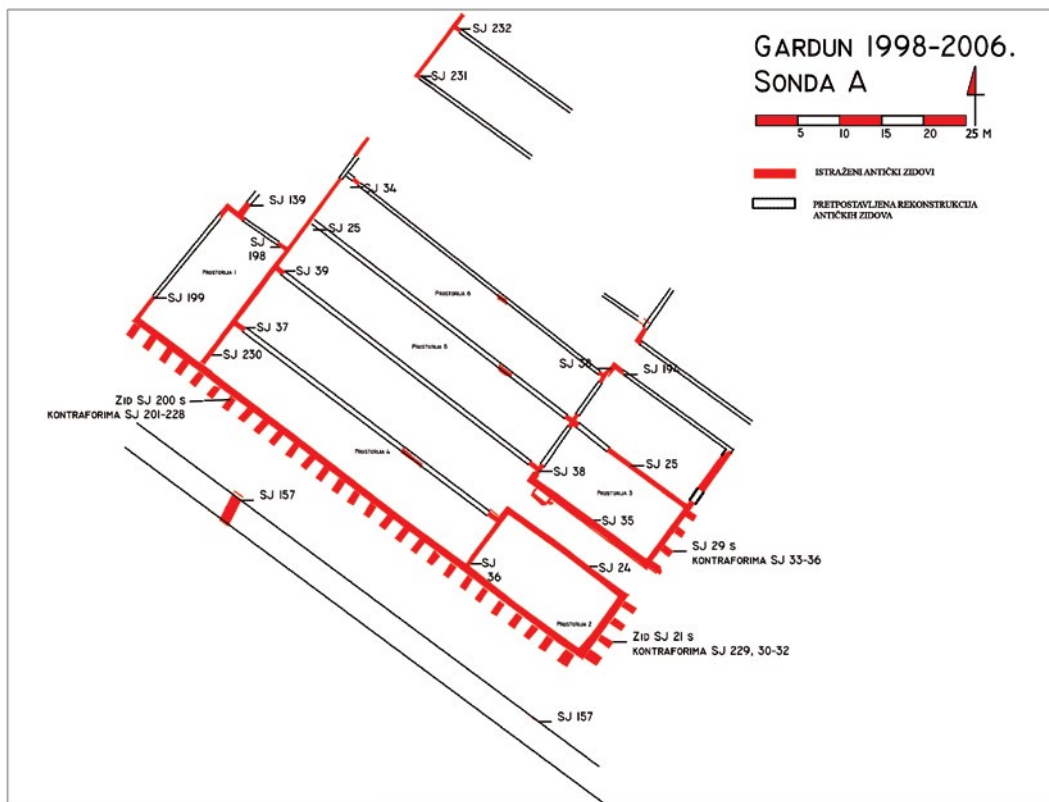 GARDUN 1998-2006.
SONDA A
5 10 15 20 25 M
ISTRAŽENI ANTIČKI ZIDOVI
PRETPOSTAVLJENA REKONSTRUKCIJA
ANTIČKIH ZIDOVA
SJ 232
SJ 231
SJ 34
SJ 139
SJ 25
SJ
198
SJ 39
PROSTORIJA 1
SJ 199
PROSTORIJA 6
SJ 37
PROSTORIJA 5
SJ 230
SJ 38
SJ 194
ZID SJ 200 S
KONTRAFORIMA SJ 201-228
PROSTORIJA 4
SJ 25
SJ 38
PROSTORIJA 3
SJ 157
SJ 35
SJ 29 S
KONTRAFORIMA SJ 33-36
SJ
36
SJ 24
PROSTORIJA 2
ZID SJ 21 S
KONTRAFORIMA SJ 229, 30-32
SJ 157